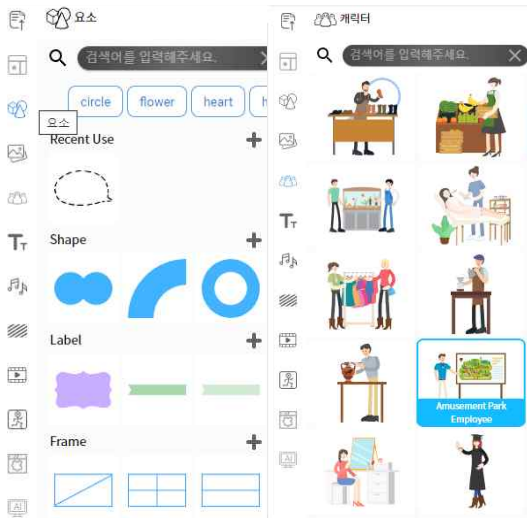 요소
검색어를 입력해주세요.
circle
flower
heart
h
요소
Recent Use
Shape
Label
Frame
캐릭터
검색어를 입력해주세요.
Amusement Park
Employee